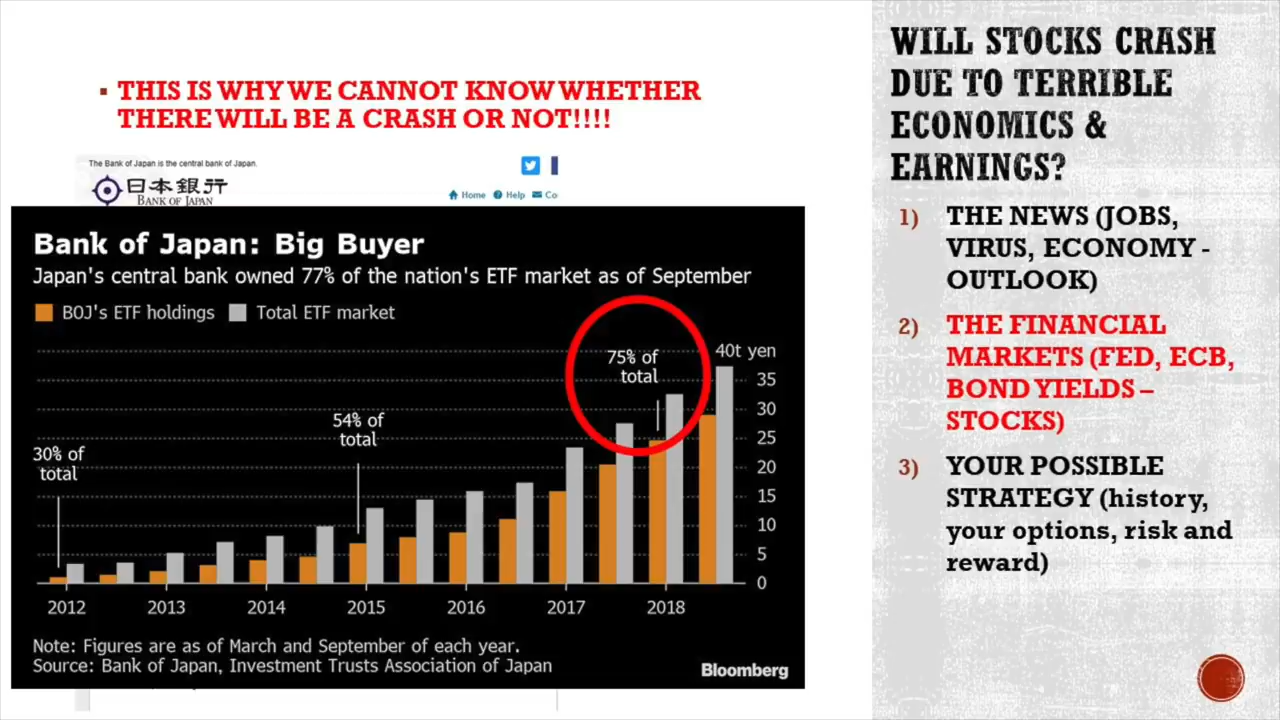 ▪ THIS IS WHY WE CANNOT KNOW WHETHER
THERE WILL BE A CRASH OR NOT!!!!
The Bank of Japan is the central bank of Japan.
日本銀行
BANK OF JAPAN
Home Help Co
Bank of Japan: Big Buyer
Japan's central bank owned 77% of the nation's ETF market as of September
BOJ's ETF holdings Total ETF market
40t yen
35
30
25
20
15
10
5
0
30% of
total
54% of
total
75% of
total
2012 2013 2014 2015 2016 2017 2018
Note: Figures are as of March and September of each year.
Source: Bank of Japan, Investment Trusts Association of Japan
Bloomberg
WILL STOCKS CRASH
DUE TO TERRIBLE
ECONOMICS &
EARNINGS?
1) THE NEWS (JOBS,
VIRUS, ECONOMY -
OUTLOOK)
2) THE FINANCIAL
MARKETS (FED, ECB,
BOND YIELDS –
STOCKS)
3) YOUR POSSIBLE
STRATEGY (history,
your options, risk and
reward)